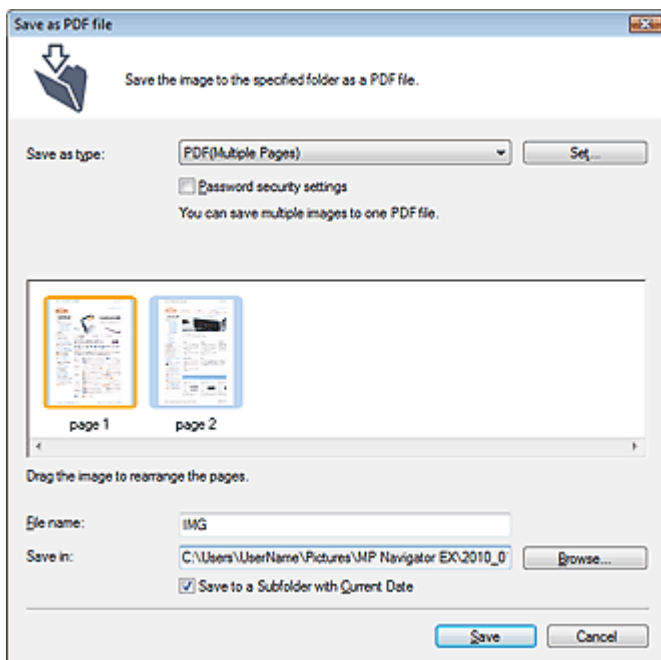 Save as PDF file
Save the image to the specified folder as a PDF file.
Save as type: PDF(Multiple Pages) Set...
Password security settings
You can save multiple images to one PDF file.
page 1 page 2
Drag the image to rearrange the pages.
File name: IMG
Save in: C:\Users\UserName\Pictures\MP Navigator EX\2010_0 Browse...
Save to a Subfolder with Current Date
Save Cancel